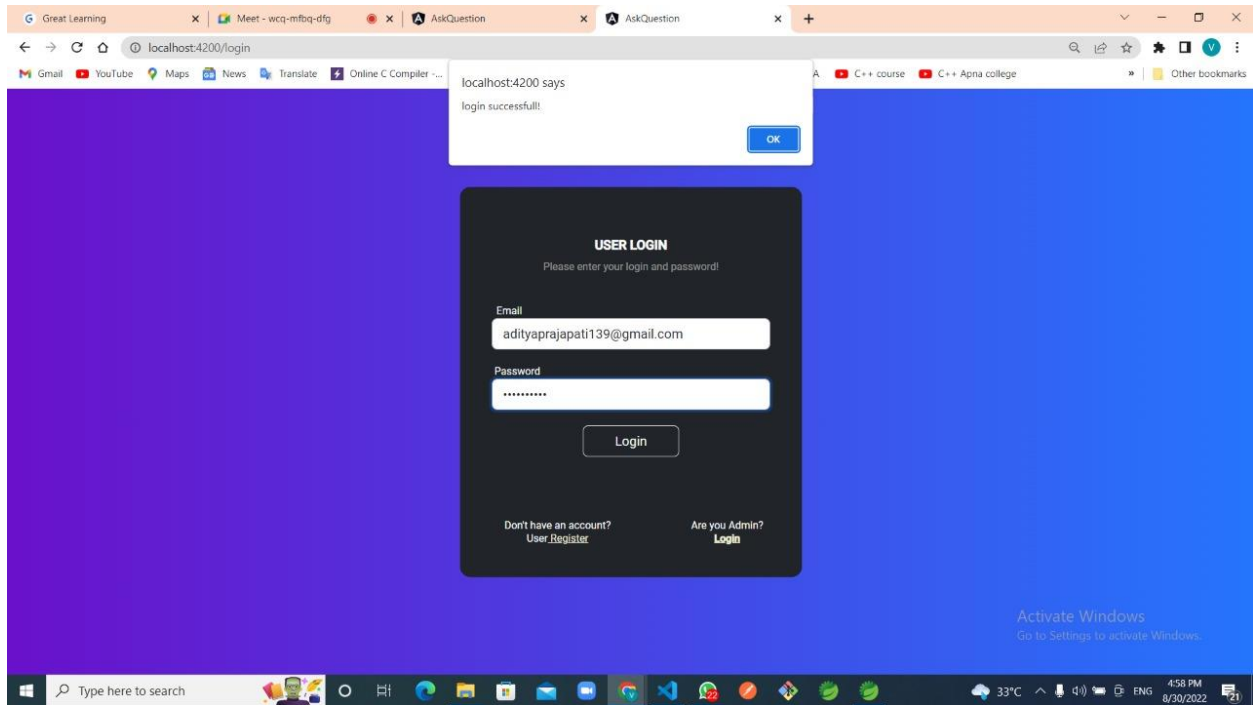 Great Learning
Meet - wcq-mfbq-dfg
AskQuestion
AskQuestion
localhost:4200/login
V
Gmail
YouTube
Maps
News
Translate
Online C Compiler -...
A
C++ course
C++ Apna college
»
Other bookmarks
localhost:4200 says
login successfull!
OK
USER LOGIN
Please enter your login and password!
Email
adityaprajapati139@gmail.com
Password
••••••••••
Login
Don't have an account?
User Register
Are you Admin?
Login
Activate Windows
Go to Settings to activate Windows.
Type here to search
22
33°C
ENG
4:58 PM
8/30/2022
21